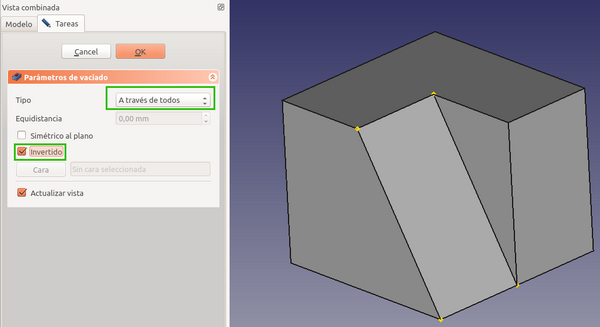 Vista combinada
Modelo
Tareas
Cancel
OK
Parámetros de vaciado
Tipo
A través de todos
Equidistancia
0,00 mm
Simétrico al plano
Invertido
Cara
Sin cara seleccionada
Actualizar vista